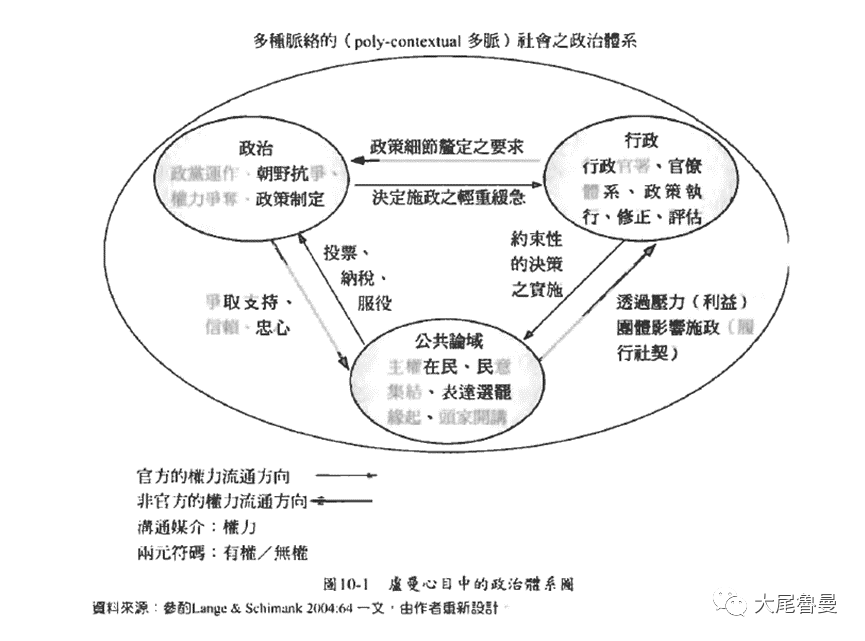 多種脈絡的（poly-contextual 多脈）社會之政治體系
政治
政黨運作、朝野抗爭、
權力爭奪、政策制定
政策細節釐定之要求
決定施政之輕重緩急
行政
行政官署、官僚
體系、政策執
行、修正、評估
爭取支持、
信賴、忠心
投票、
納稅、
服役
約束性
的決策
之實施
透過壓力（利益）
團體影響施政（履
行社契）
公共論域
主權在民、民意
集結、表達選罷
緣起、頭家開講
官方的權力流通方向
非官方的權力流通方向
溝通媒介：權力
兩元符碼：有權／無權
圖10-1 盧曼心目中的政治體系圖
資料來源：參酌Lange & Schimank 2004:64 一文，由作者重新設計。
大尾魯曼